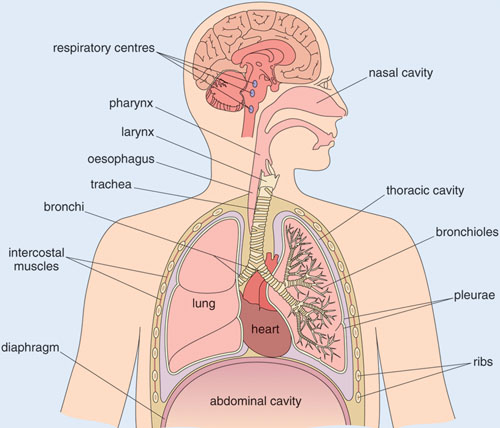 respiratory centres
nasal cavity
pharynx
larynx
oesophagus
trachea
thoracic cavity
bronchi
bronchioles
intercostal
muscles
pleurae
lung
heart
diaphragm
ribs
abdominal cavity